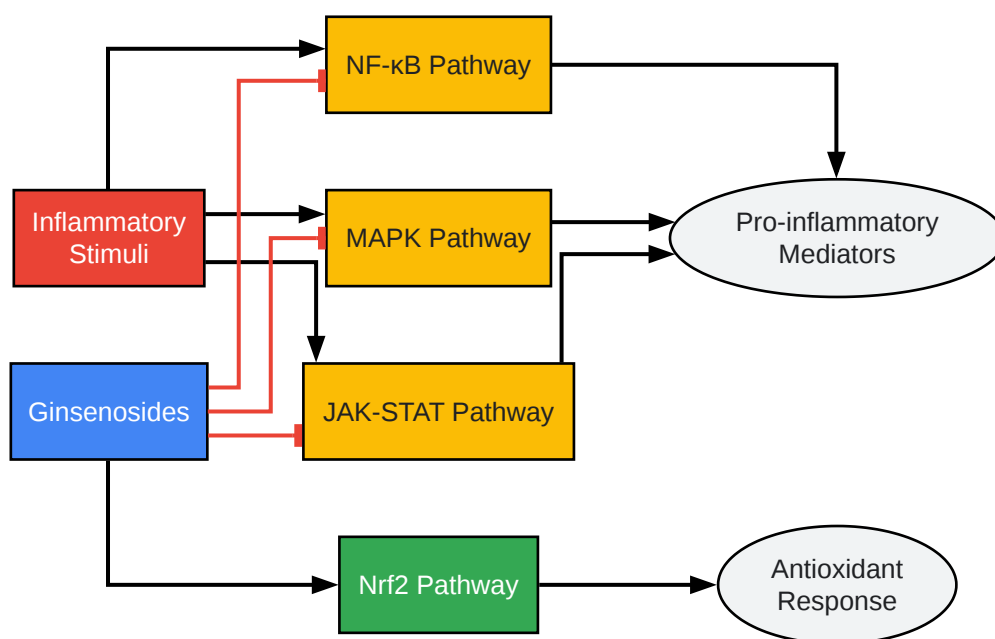 NF-κB Pathway
Inflammatory
Stimuli
MAPK Pathway
Pro-inflammatory
Mediators
Ginsenosides
JAK-STAT Pathway
Nrf2 Pathway
Antioxidant
Response